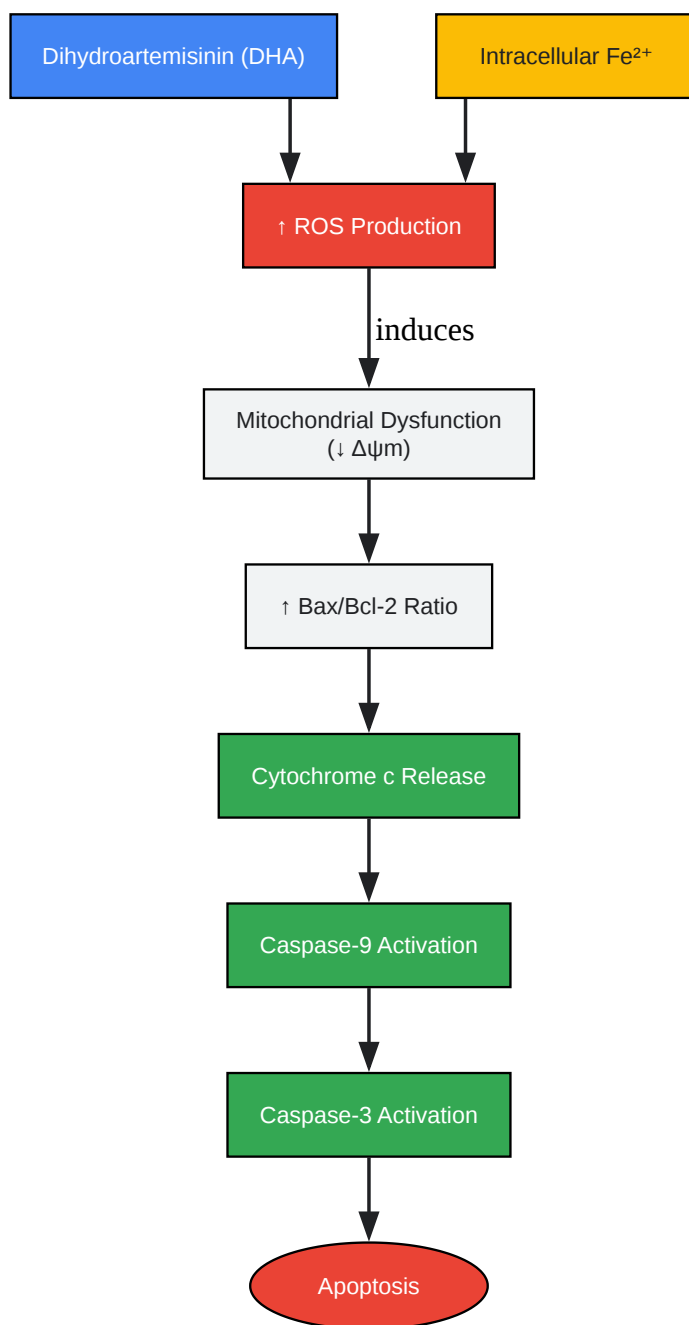 Dihydroartemisinin (DHA)
Intracellular Fe²⁺
↑ ROS Production
induces
Mitochondrial Dysfunction
(↓ Δψm)
↑ Bax/Bcl-2 Ratio
Cytochrome c Release
Caspase-9 Activation
Caspase-3 Activation
Apoptosis